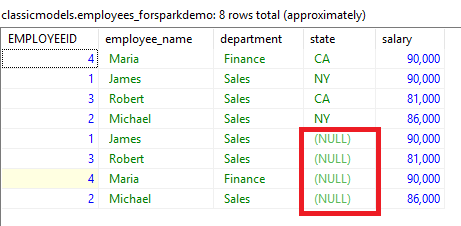 classicmodels.employees_forsparkdemo: 8 rows total (approximately)
EMPLOYEEID employee_name department state salary
4 Maria Finance CA 90,000
1 James Sales NY 90,000
3 Robert Sales CA 81,000
2 Michael Sales NY 86,000
1 James Sales (NULL) 90,000
3 Robert Sales (NULL) 81,000
4 Maria Finance (NULL) 90,000
2 Michael Sales (NULL) 86,000